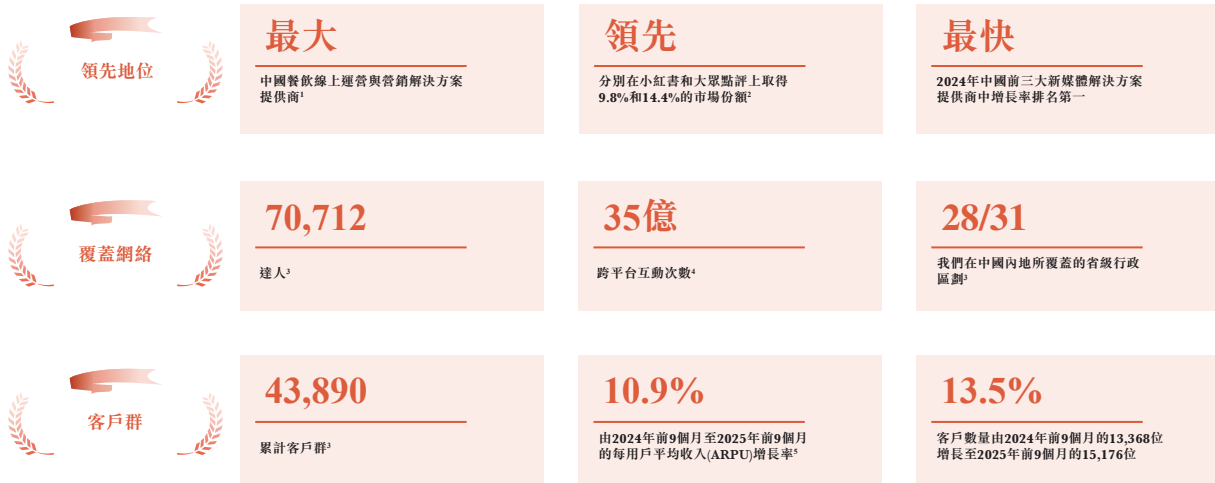 領先地位
最大
中國餐飲線上運營與營銷解決方案
提供商¹
領先
分別在小紅書和大眾點評上取得
9.8%和14.4%的市場份額²
最快
2024年中國前三大新媒體解決方案
提供商中增長率排名第一
覆蓋網絡
70,712
達人³
35億
跨平台互動次數⁴
28/31
我們在中國內地所覆蓋的省級行政
區劃³
客戶群
43,890
累計客戶群³
10.9%
由2024年前9個月至2025年前9個月
的每用戶平均收入(ARPU)增長率⁵
13.5%
客戶數量由2024年前9個月的13,368位
增長至2025年前9個月的15,176位